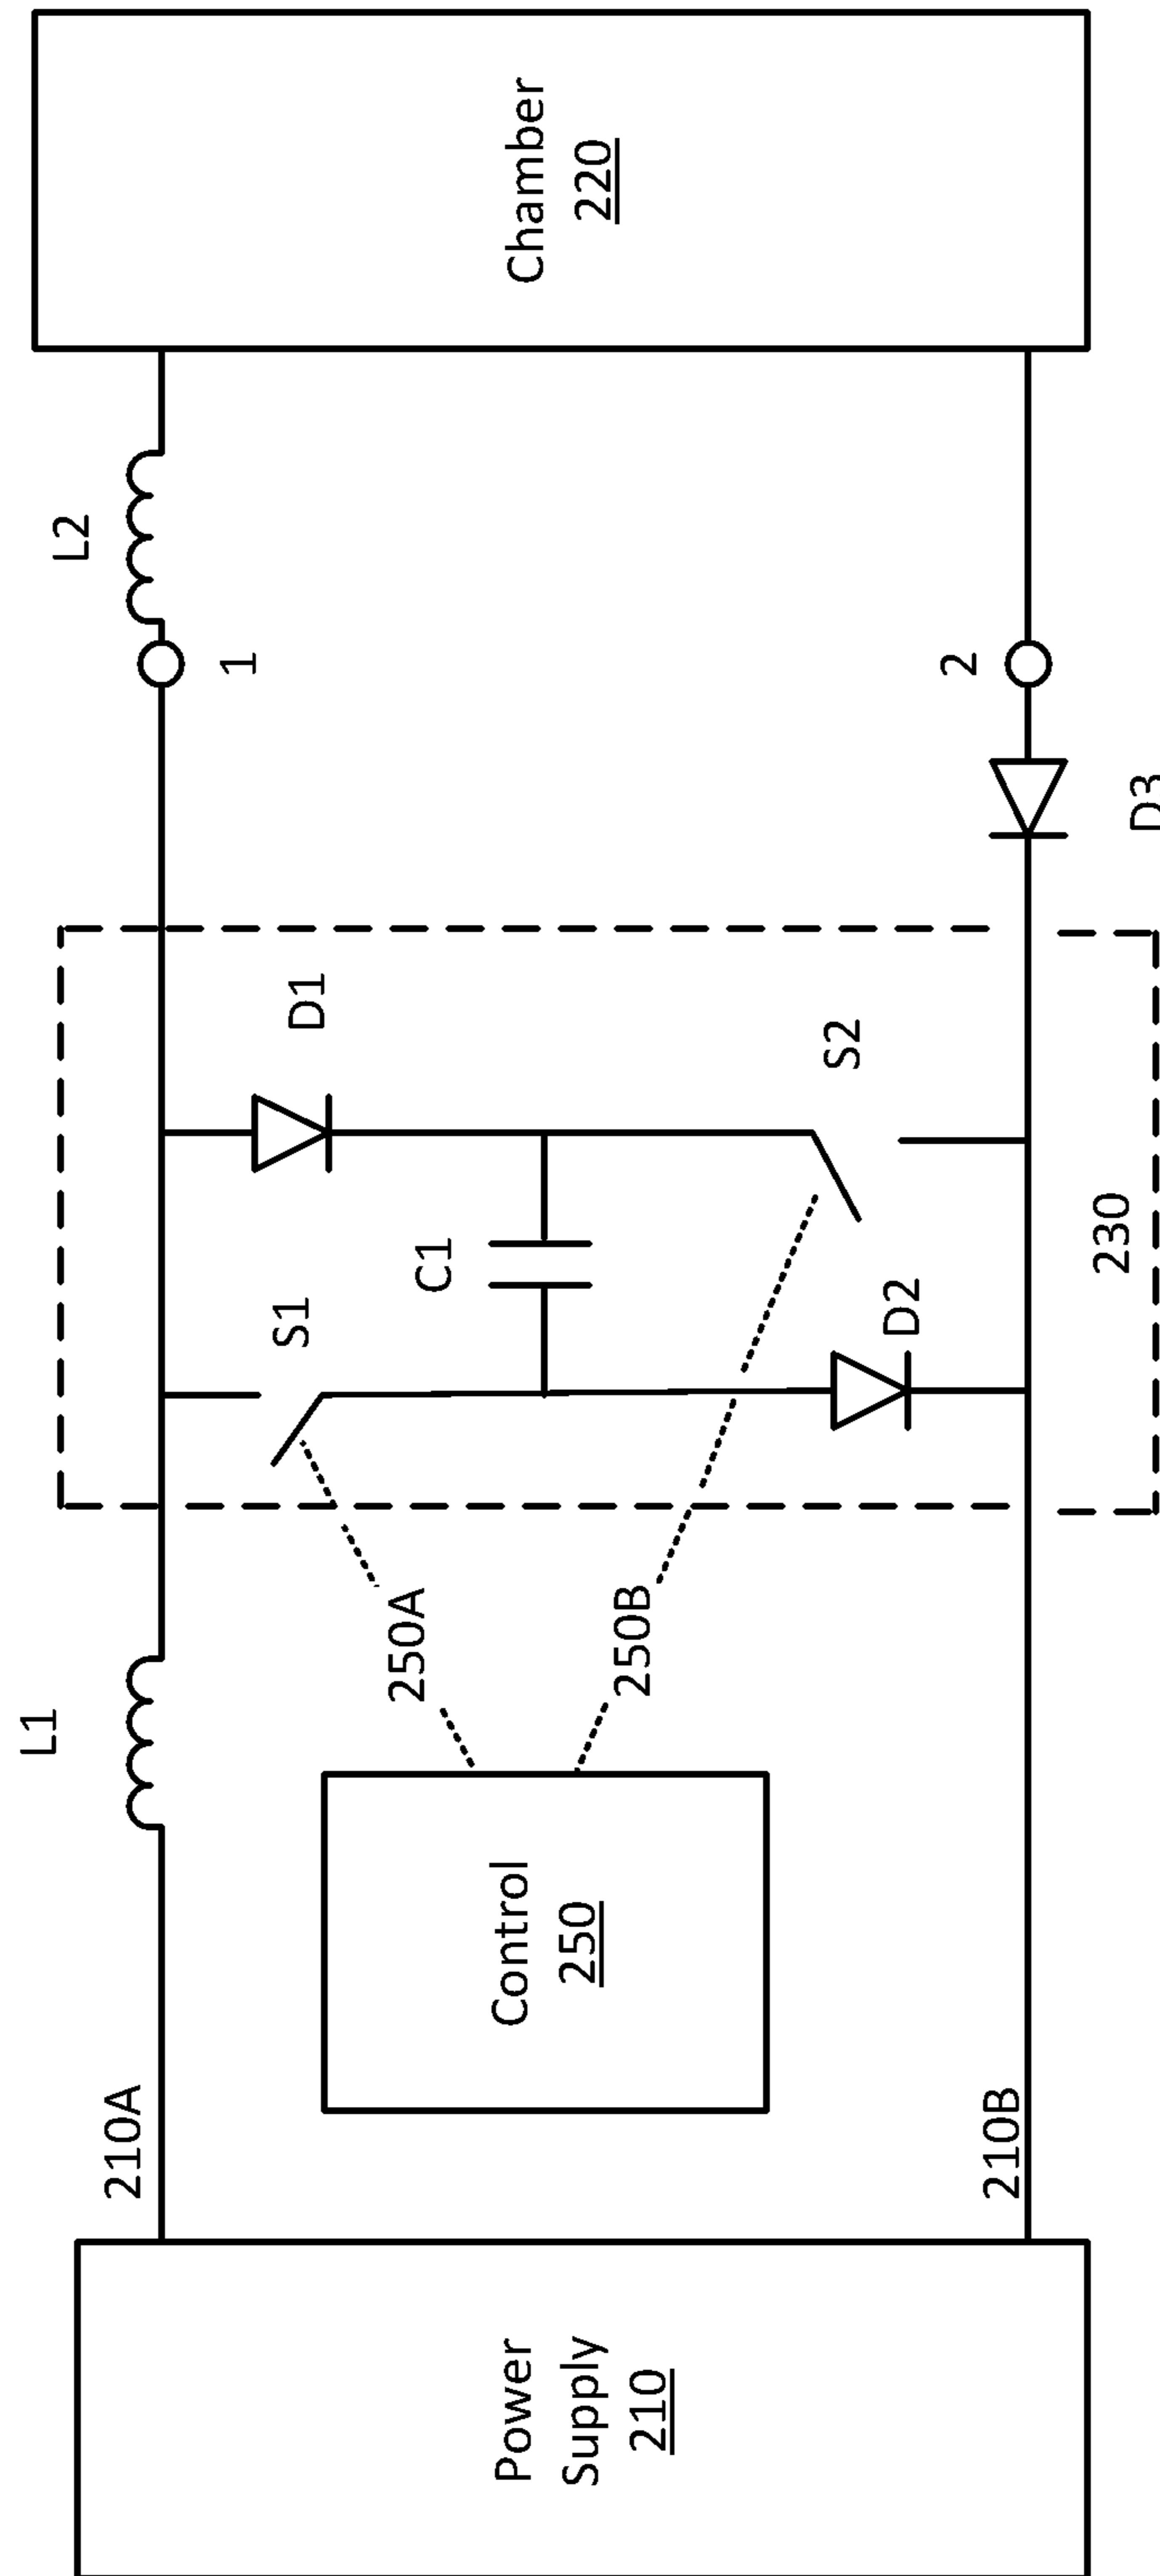 L1
L2
210A
1
S1
D1
250A
C1
Power
Supply
210
Control
250
Chamber
220
250B
S2
D2
210B
2
230
D3